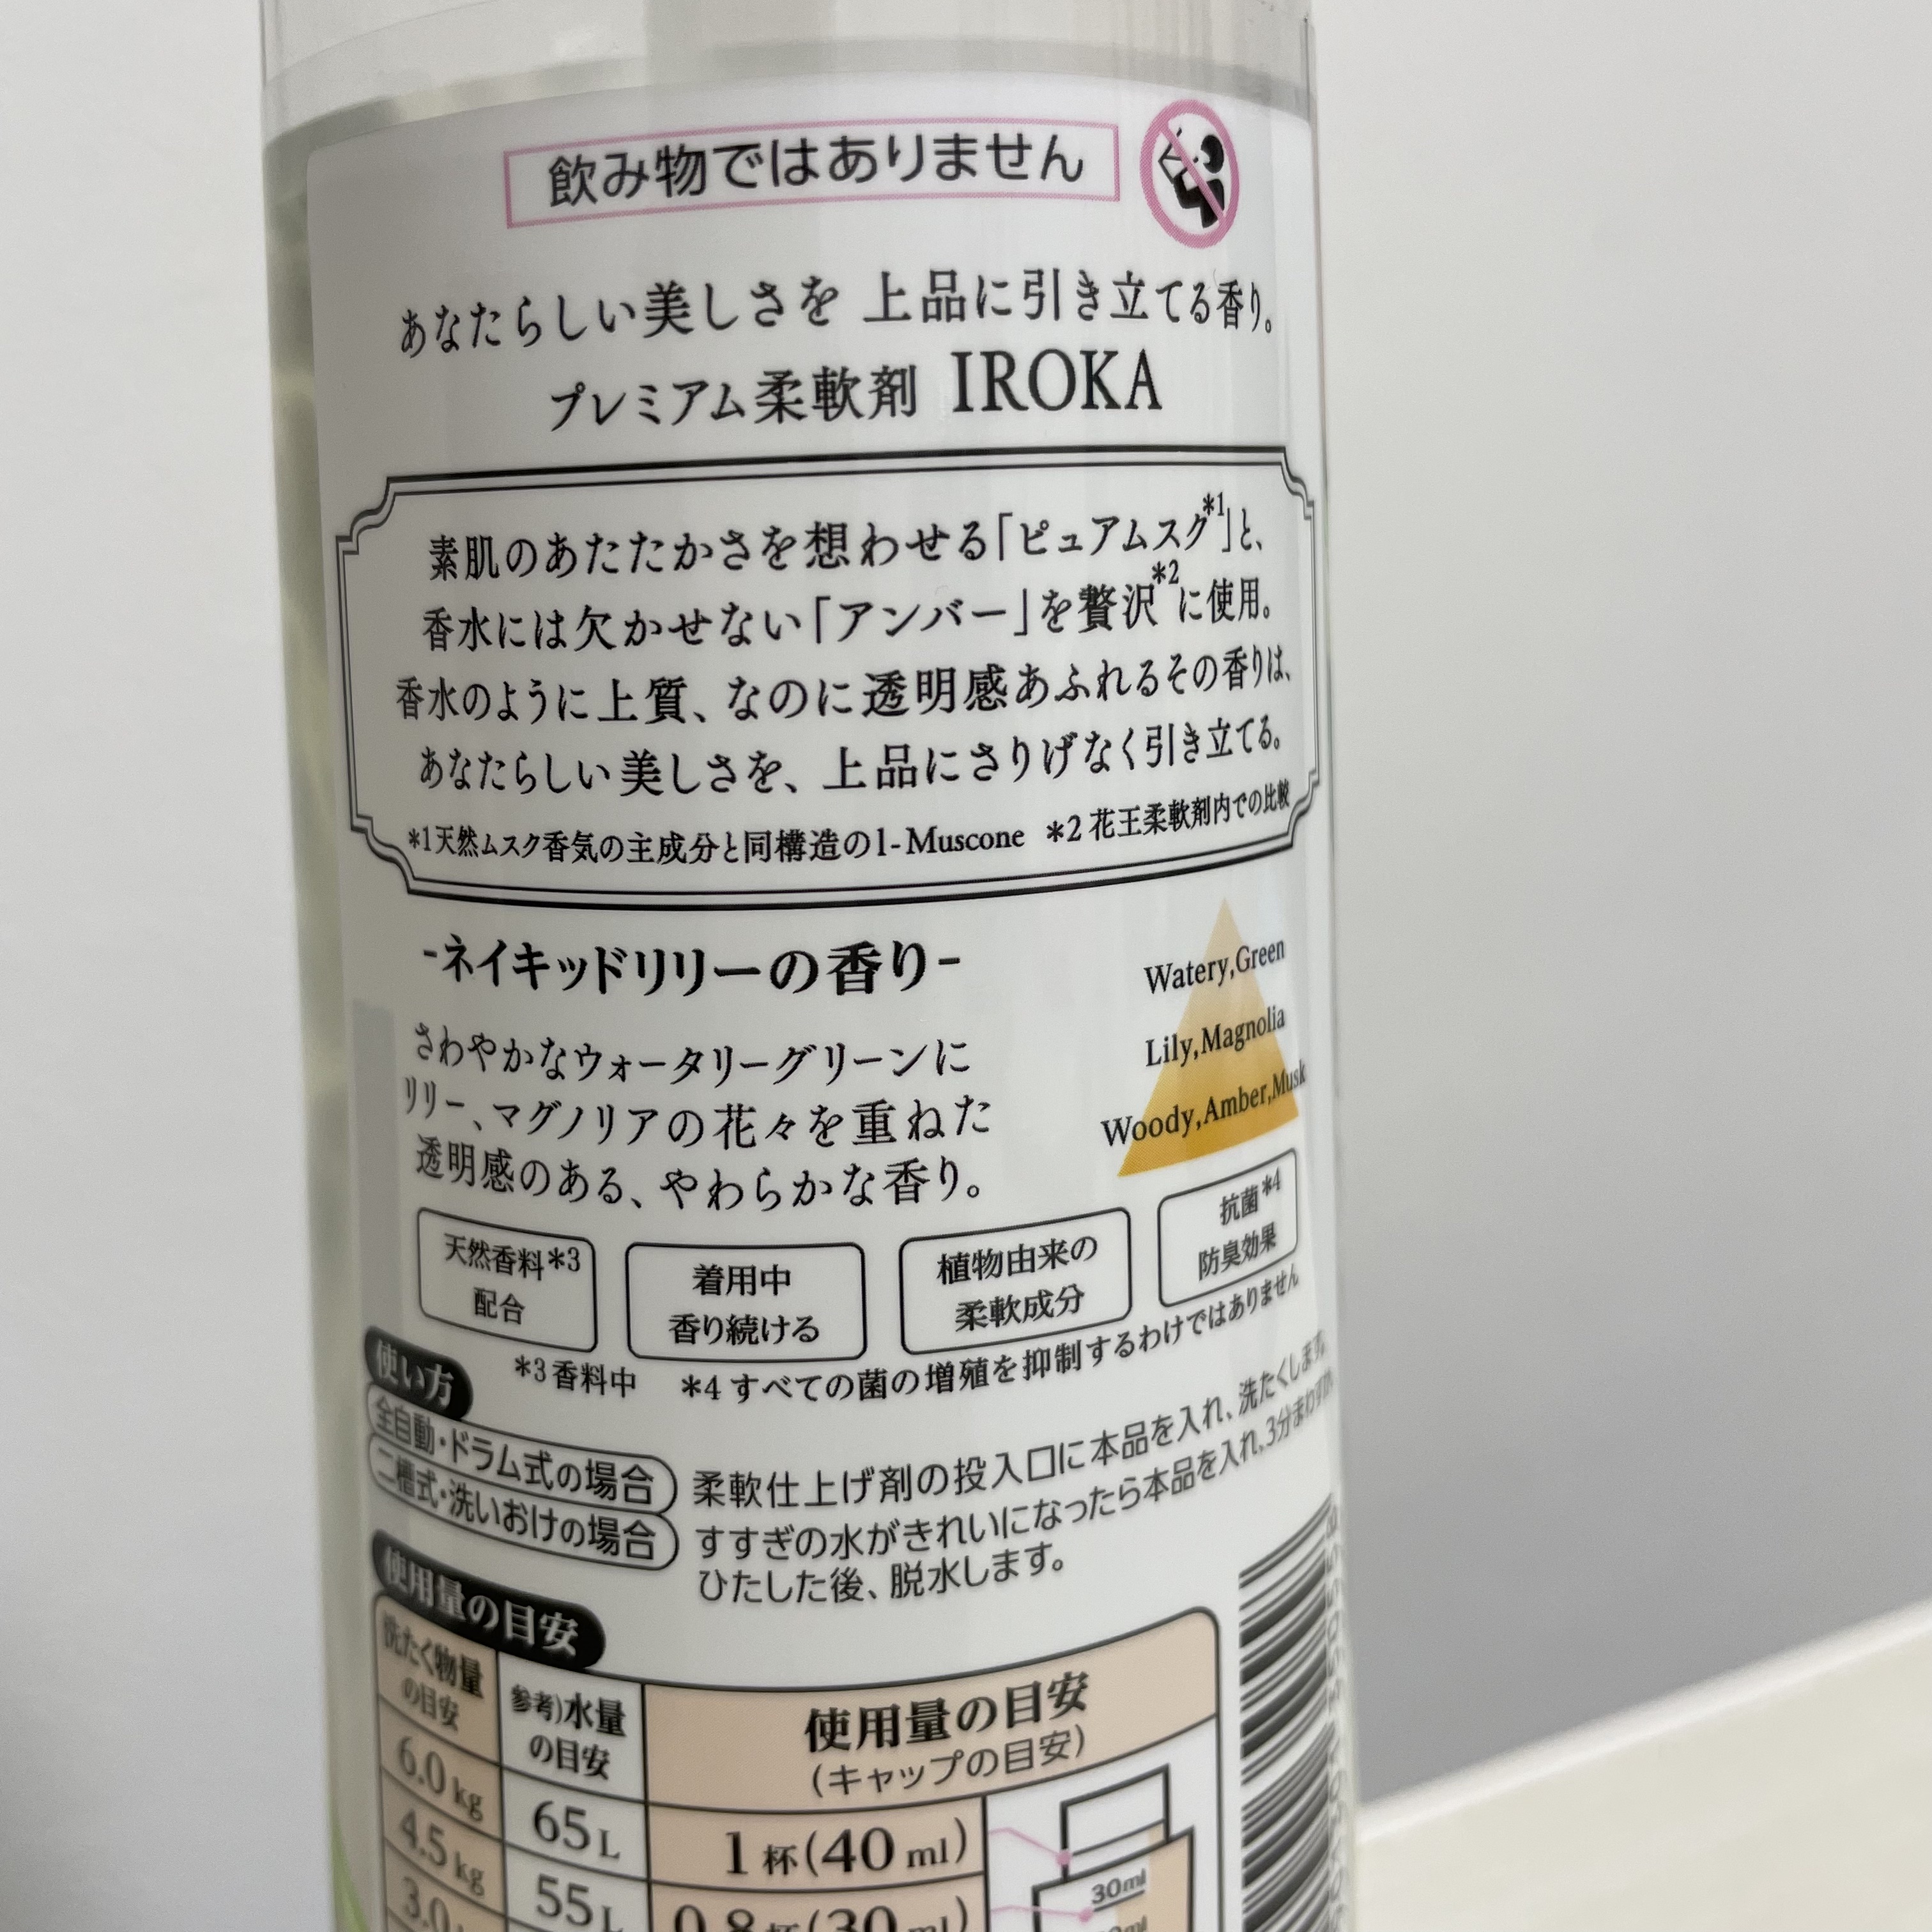 飲み物ではありません
あなたらしい美しさを 上品に引き立てる香り。
プレミアム柔軟剤 IROKA
素肌のあたたかさを想わせる「ピュアムスク*1」と、
香水には欠かせない「アンバー」を贅沢*2に使用。
香水のように上質、なのに透明感あふれるその香りは、
あなたらしい美しさを、上品にさりげなく引き立てる。
*1天然ムスク香気の主成分と同構造のl-Muscone *2 花王柔軟剤内での比較
-ネイキッドリリーの香り-
さわやかなウォータリーグリーンに
リリー、マグノリアの花々を重ねた
透明感のある、やわらかな香り。
Watery,Green
Lily,Magnolia
Woody,Amber,Musk
天然香料*3
配合
着用中
香り続ける
植物由来の
柔軟成分
抗菌*4
防臭効果
*3 香料中 *4 すべての菌の増殖を抑制するわけではありません
使い方
全自動・ドラム式の場合 柔軟仕上げ剤の投入口に本品を入れ、洗たくします。
二槽式・洗いおけの場合 すすぎの水がきれいになったら本品を入れ、3分まわすか
ひたした後、脱水します。
使用量の目安
洗たく物量
の目安
参考)水量
の目安
使用量の目安
(キャップの目安)
6.0 kg 65 L 1 杯(40 ml)
4.5 kg 55 L 0.8 杯(30 ml)
3.0
30ml